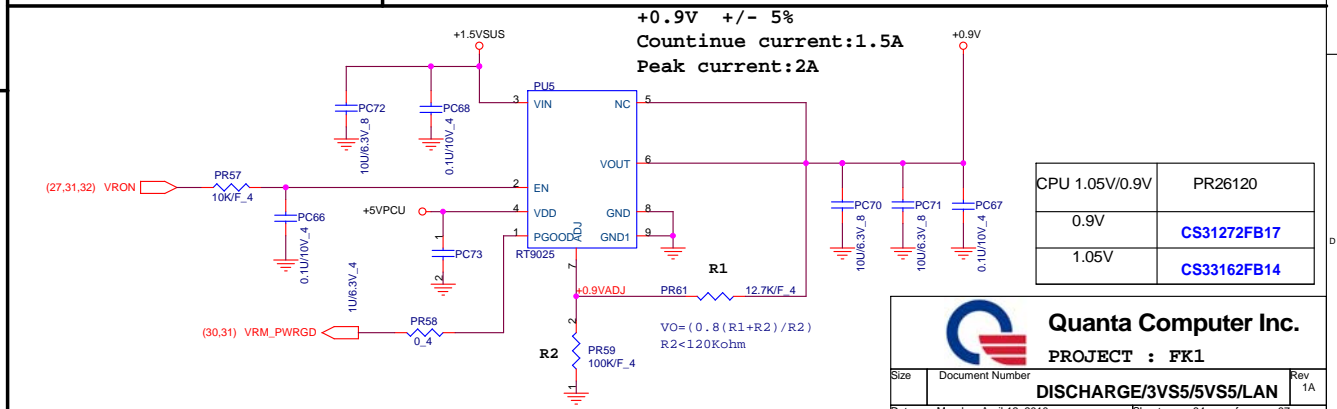 +0.9V +/- 5%
Countinue current:1.5A
Peak current:2A
+1.5VSUS
+0.9V
PU5
3 VIN
NC 5
PC72
10U/6.3V_8
PC68
0.1U/10V_4
VOUT 6
(27,31,32) VRON
PR57
10K/F_4
2 EN
PC66
0.1U/10V_4
+5VPCU
4 VDD
GND 8
1 PGOOD
ADJ
GND1 9
RT9025
7
1
PC73
2
1U/6.3V_4
PC70
10U/6.3V_8
PC71
10U/6.3V_8
PC67
0.1U/10V_4
CPU 1.05V/0.9V PR26120
0.9V CS31272FB17
1.05V CS33162FB14
D
R1
+0.9VADJ
PR61 12.7K/F_4
(30,31) VRM_PWRGD
PR58
0_4
VO=(0.8(R1+R2)/R2)
R2<120Kohm
R2
2
PR59
100K/F_4
1
Quanta Computer Inc.
PROJECT : FK1
Size Document Number Rev
DISCHARGE/3VS5/5VS5/LAN 1A